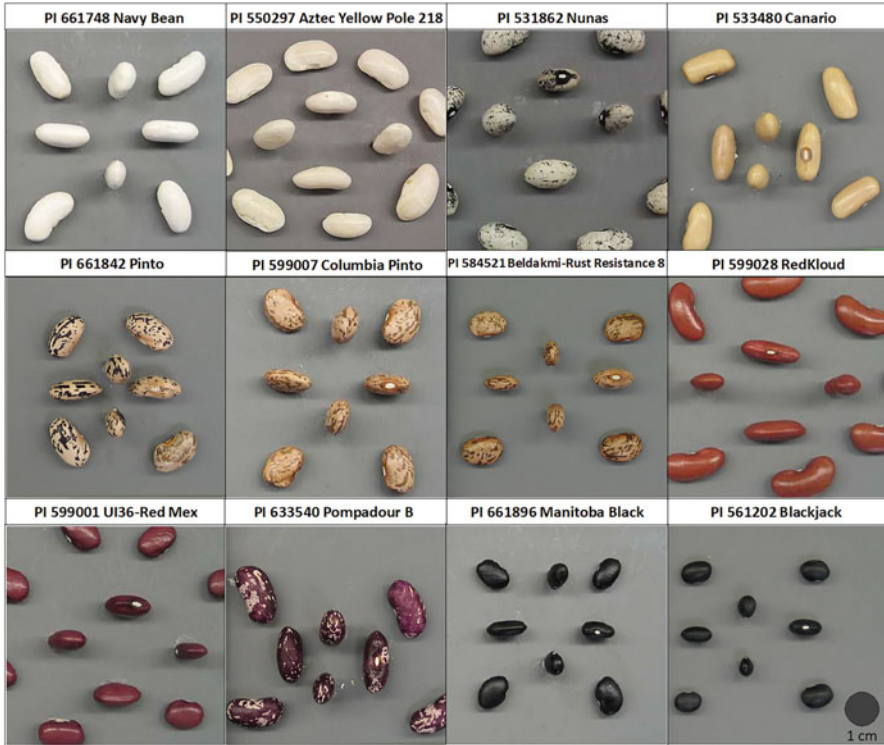 PI 661748 Navy Bean
PI 550297 Aztec Yellow Pole 218
PI 531862 Nunas
PI 533480 Canario
PI 661842 Pinto
PI 599007 Columbia Pinto
PI 584521 Beldakmi-Rust Resistance 8
PI 599028 RedKloud
PI 599001 UI36-Red Mex
PI 633540 Pompadour B
PI 661896 Manitoba Black
PI 561202 Blackjack
1 cm